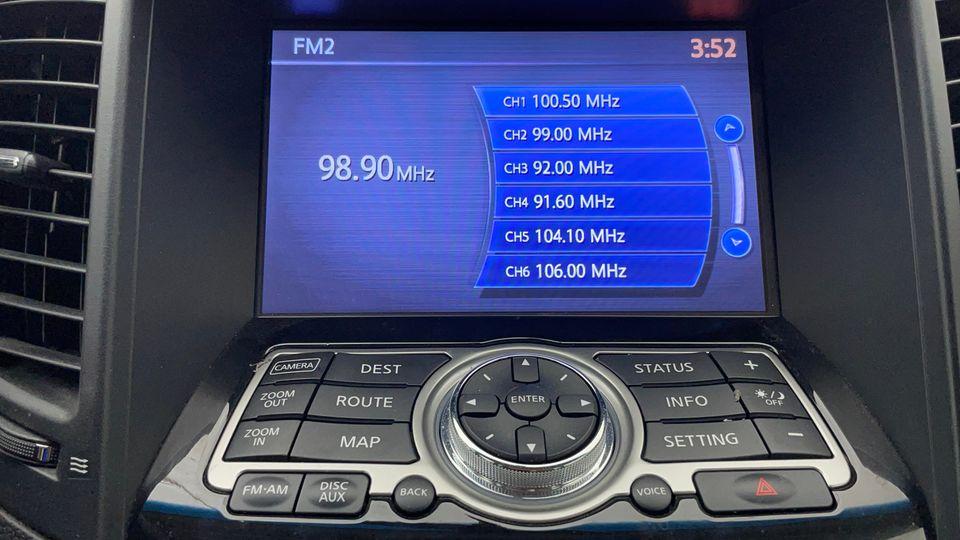 FM2 3:52
98.90 MHz
CH1 100.50 MHz
CH2 99.00 MHz
CH3 92.00 MHz
CH4 91.60 MHz
CH5 104.10 MHz
CH6 106.00 MHz
CAMERA DEST STATUS +
ZOOM OUT ROUTE ENTER INFO OFF
ZOOM IN MAP SETTING −
FM·AM DISC AUX BACK VOICE